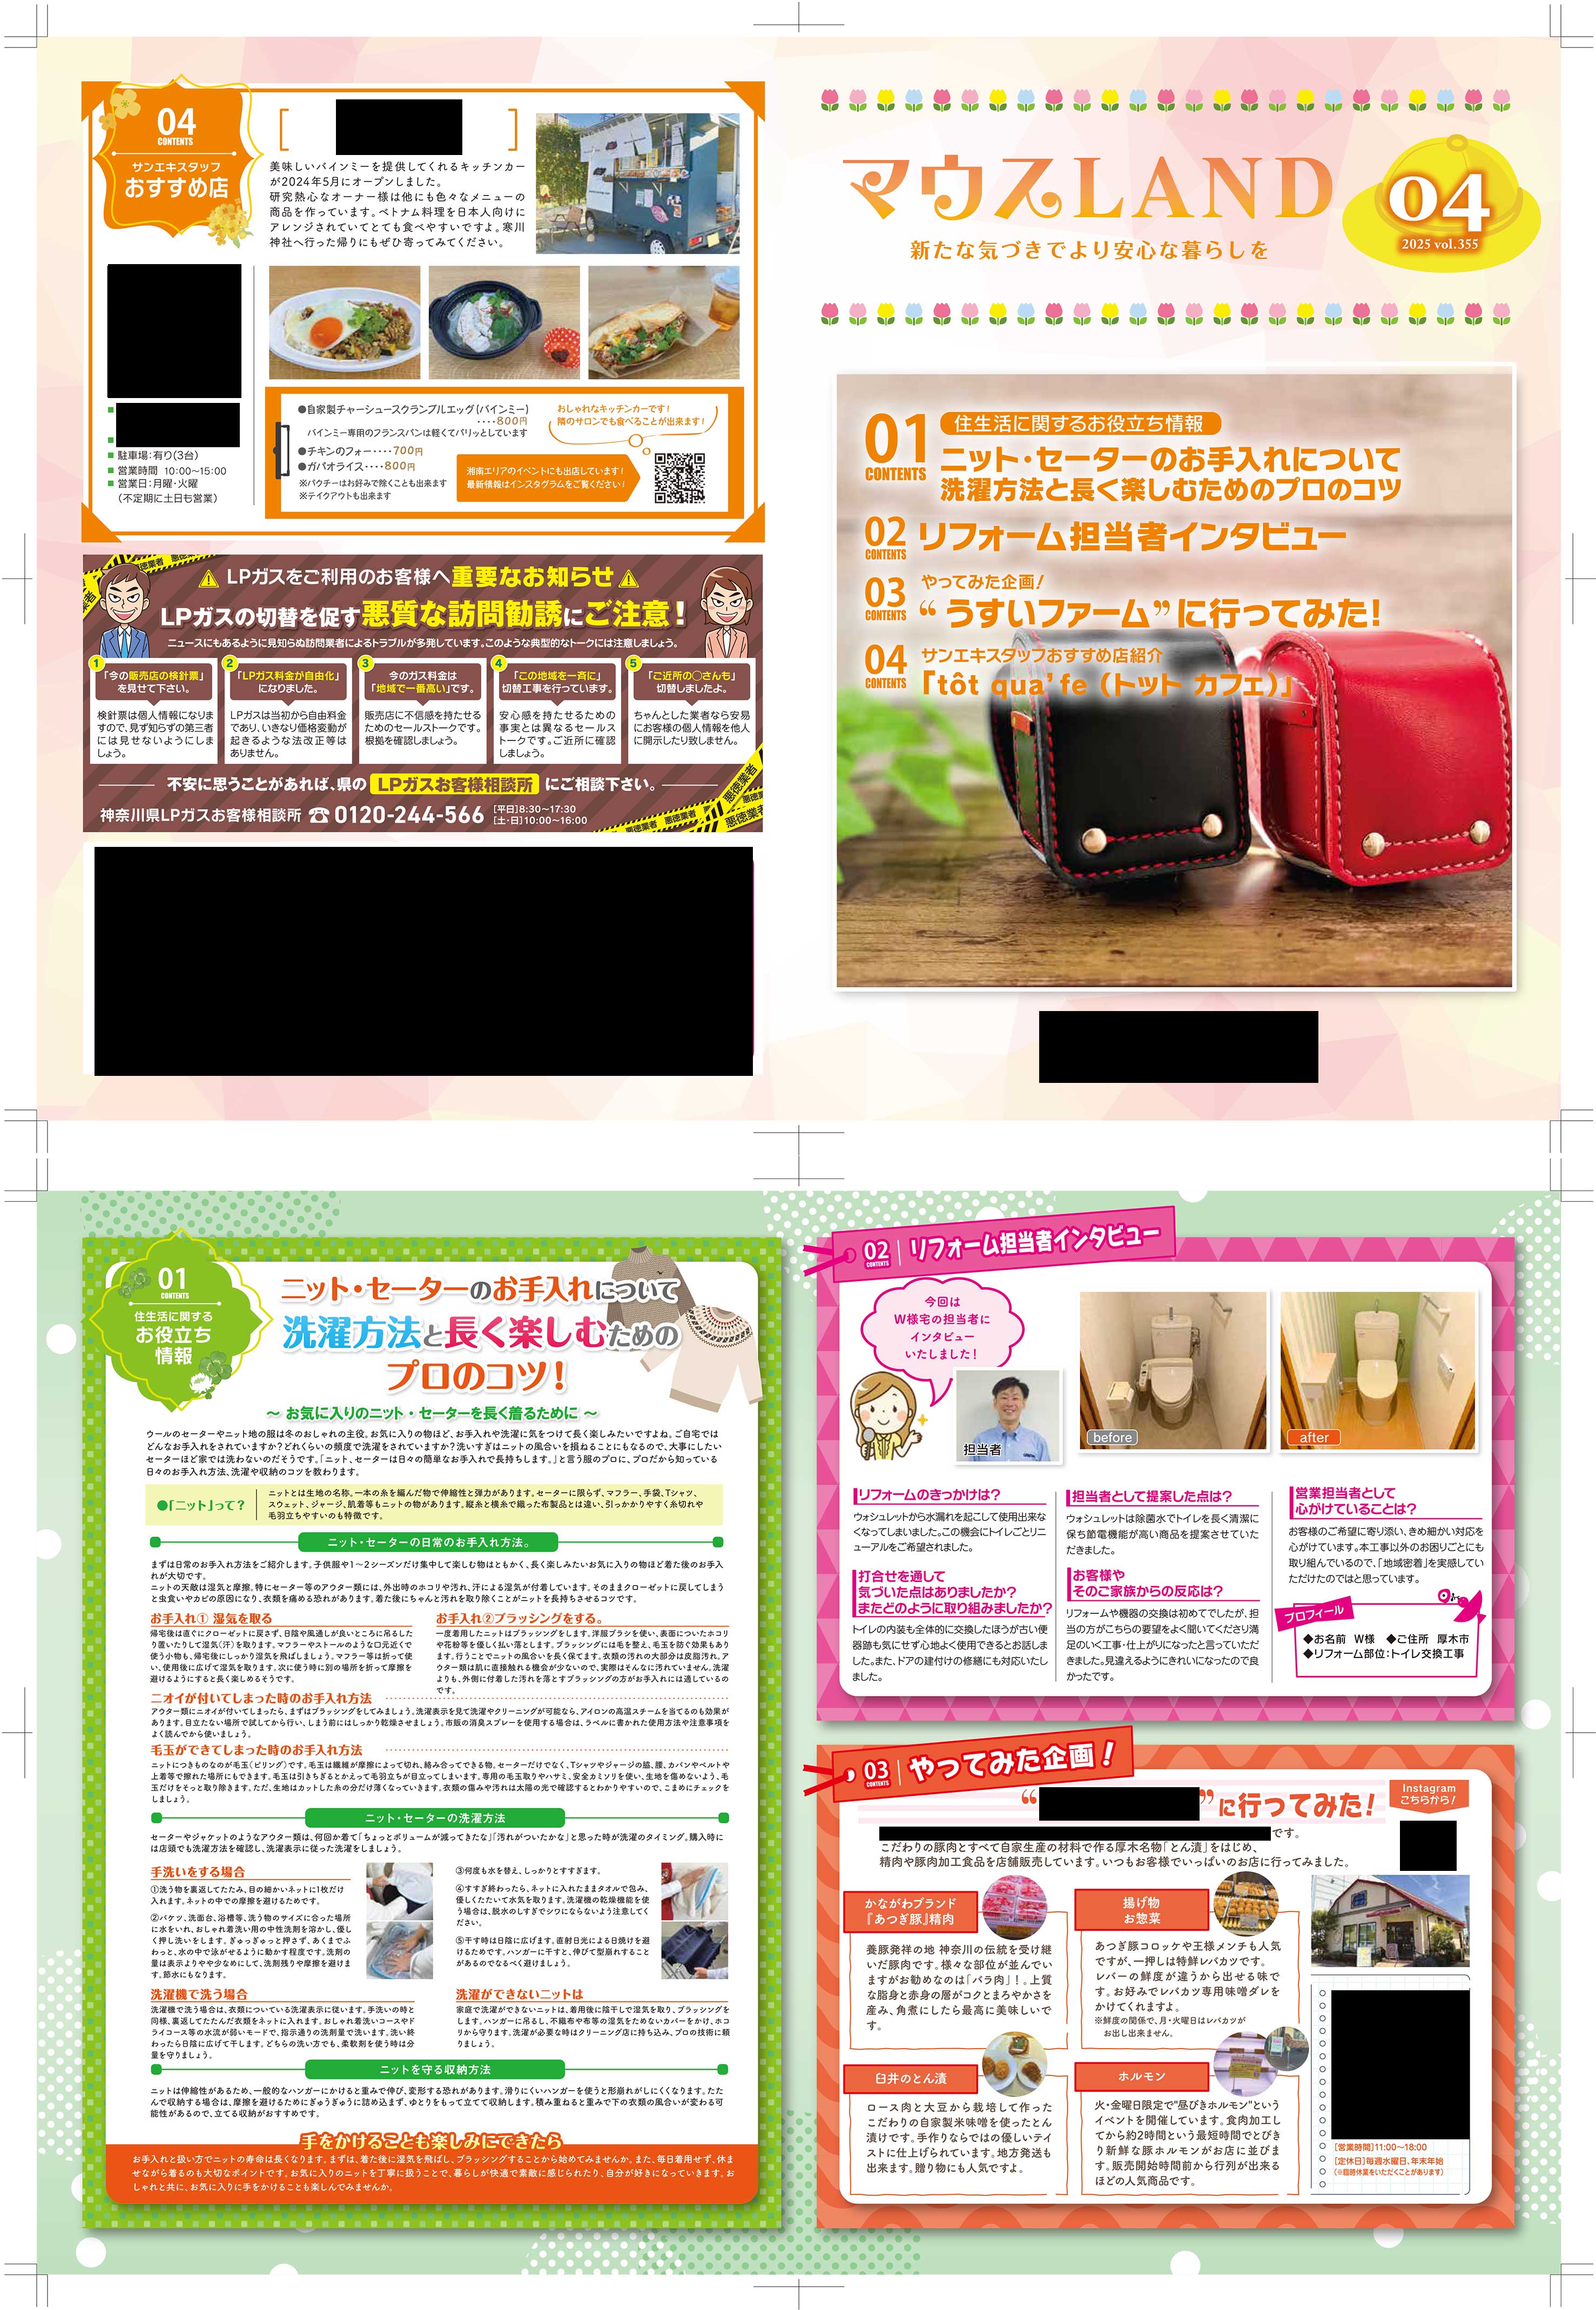 04
CONTENTS
サンエキスタッフ
おすすめ店
美味しいバインミーを提供してくれるキッチンカー
が2024年5月にオープンしました。
研究熱心なオーナー様は他にも色々なメニューの
商品を作っています。ベトナム料理を日本人向けに
アレンジされていてとても食べやすいですよ。寒川
神社へ行った帰りにもぜひ寄ってみてください。
駐車場:有り(3台)
営業時間 10:00〜15:00
営業日:月曜・火曜
(不定期に土日も営業)
●自家製チャーシュースクランブルエッグ(バインミー)
‥‥800円
バインミー専用のフランスパンは軽くてパリッとしています
●チキンのフォー‥‥700円
●ガパオライス‥‥800円
※パクチーはお好みで除くことも出来ます
※テイクアウトも出来ます
おしゃれなキッチンカーです!
隣のサロンでも食べることが出来ます!
湘南エリアのイベントにも出店しています!
最新情報はインスタグラムをご覧ください!
LPガスをご利用のお客様へ重要なお知らせ
LPガスの切替を促す悪質な訪問勧誘にご注意!
ニュースにもあるように見知らぬ訪問業者によるトラブルが多発しています。このような典型的なトークには注意しましょう。
1
「今の販売店の検針票」
を見せて下さい。
検針票は個人情報になりま
すので、見ず知らずの第三者
には見せないようにしま
しょう。
2
「LPガス料金が自由化」
になりました。
LPガスは当初から自由料金
であり、いきなり価格変動が
起きるような法改正等は
ありません。
3
今のガス料金は
「地域で一番高い」です。
販売店に不信感を持たせる
ためのセールストークです。
根拠を確認しましょう。
4
「この地域を一斉に」
切替工事を行っています。
安心感を持たせるための
事実とは異なるセールス
トークです。ご近所に確認
しましょう。
5
「ご近所の○さんも」
切替しましたよ。
ちゃんとした業者なら安易
にお客様の個人情報を他人
に開示したり致しません。
不安に思うことがあれば、県の LPガスお客様相談所 にご相談下さい。
神奈川県LPガスお客様相談所 ☎0120-244-566
[平日]8:30〜17:30
[土・日]10:00〜16:00
悪徳業者
悪徳業者
悪徳業者
マウスLAND
新たな気づきでより安心な暮らしを
04
2025 vol.355
01
CONTENTS
住生活に関するお役立ち情報
ニット・セーターのお手入れについて
洗濯方法と長く楽しむためのプロのコツ
02
CONTENTS
リフォーム担当者インタビュー
03
CONTENTS
やってみた企画!
“うすいファーム”に行ってみた!
04
CONTENTS
サンエキスタッフおすすめ店紹介
「tôt qua’fe (トット カフェ)」
01
CONTENTS
住生活に関する
お役立ち
情報
ニット・セーターのお手入れについて
洗濯方法と長く楽しむための
プロのコツ!
〜 お気に入りのニット・セーターを長く着るために 〜
ウールのセーターやニット地の服は冬のおしゃれの主役。お気に入りの物ほど、お手入れや洗濯に気をつけて長く楽しみたいですよね。ご自宅では
どんなお手入れをされていますか?どれくらいの頻度で洗濯をされていますか?洗いすぎはニットの風合いを損ねることにもなるので、大事にしたい
セーターほど家では洗わないのだそうです。「ニット、セーターは日々の簡単なお手入れで長持ちします。」と言う服のプロに、プロだから知っている
日々のお手入れ方法、洗濯や収納のコツを教わります。
●「ニット」って?
ニットとは生地の名称。一本の糸を編んだ物で伸縮性と弾力があります。セーターに限らず、マフラー、手袋、Tシャツ、
スウェット、ジャージ、肌着等もニットの物があります。縦糸と横糸で織った布製品とは違い、引っかかりやすく糸切れや
毛羽立ちやすいのも特徴です。
ニット・セーターの日常のお手入れ方法。
まずは日常のお手入れ方法をご紹介します。子供服や1〜2シーズンだけ集中して楽しむ物はともかく、長く楽しみたいお気に入りの物ほど着た後のお手入
れが大切です。
ニットの天敵は湿気と摩擦。特にセーター等のアウター類には、外出時のホコリや汚れ、汗による湿気が付着しています。そのままクローゼットに戻してしまう
と虫食いやカビの原因になり、衣類を痛める恐れがあります。着た後にちゃんと汚れを取り除くことがニットを長持ちさせるコツです。
お手入れ① 湿気を取る
帰宅後は直ぐにクローゼットに戻さず、日陰や風通しが良いところに吊るした
り置いたりして湿気(汗)を取ります。マフラーやストールのような口元近くで
使う小物も、帰宅後にしっかり湿気を飛ばしましょう。マフラー等は折って使
い、使用後に広げて湿気を取ります。次に使う時に別の場所を折って摩擦を
避けるようにすると長く楽しめるそうです。
お手入れ②ブラッシングをする。
一度着用したニットはブラッシングをします。洋服ブラシを使い、表面についたホコリ
や花粉等を優しく払い落とします。ブラッシングには毛を整え、毛玉を防ぐ効果もあり
ます。行うことでニットの風合いを長く保てます。衣類の汚れの大部分は皮脂汚れ。ア
ウター類は肌に直接触れる機会が少ないので、実際はそんなに汚れていません。洗濯
よりも、外側に付着した汚れを落とすブラッシングの方がお手入れには適しているの
です。
ニオイが付いてしまった時のお手入れ方法
アウター類にニオイが付いてしまったら、まずはブラッシングをしてみましょう。洗濯表示を見て洗濯やクリーニングが可能なら、アイロンの高温スチームを当てるのも効果が
あります。目立たない場所で試してから行い、しまう前にはしっかり乾燥させましょう。市販の消臭スプレーを使用する場合は、ラベルに書かれた使用方法や注意事項を
よく読んでから使いましょう。
毛玉ができてしまった時のお手入れ方法
ニットにつきものなのが毛玉(ピリング)です。毛玉は繊維が摩擦によって切れ、絡み合ってできる物。セーターだけでなく、Tシャツやジャージの脇、腰、カバンやベルトや
上着等で擦れた場所にもできます。毛玉は引きちぎるとかえって毛羽立ちが目立ってしまいます。専用の毛玉取りやハサミ、安全カミソリを使い、生地を傷めないよう、毛
玉だけをそっと取り除きます。ただ、生地はカットした糸の分だけ薄くなっていきます。衣類の傷みや汚れは太陽の光で確認するとわかりやすいので、こまめにチェックを
しましょう。
ニット・セーターの洗濯方法
セーターやジャケットのようなアウター類は、何回か着て「ちょっとボリュームが減ってきたな」「汚れがついたかな」と思った時が洗濯のタイミング。購入時に
は店頭でも洗濯方法を確認し、洗濯表示に従った洗濯をしましょう。
手洗いをする場合
①洗う物を裏返してたたみ、目の細かいネットに1枚だけ
入れます。ネットの中での摩擦を避けるためです。
②バケツ、洗面台、浴槽等、洗う物のサイズに合った場所
に水をいれ、おしゃれ着洗い用の中性洗剤を溶かし、優し
く押し洗いをします。ぎゅっぎゅっと押さず、あくまでふ
わっと、水の中で泳がせるように動かす程度です。洗剤の
量は表示よりやや少なめにして、洗剤残りや摩擦を避けま
す。節水にもなります。
③何度も水を替え、しっかりとすすぎます。
④すすぎ終わったら、ネットに入れたままタオルで包み、
優しくたたいて水気を取ります。洗濯機の乾燥機能を使
う場合は、脱水のしすぎでシワにならないよう注意してく
ださい。
⑤干す時は日陰に広げます。直射日光による日焼けを避
けるためです。ハンガーに干すと、伸びて型崩れすること
があるのでなるべく避けましょう。
洗濯機で洗う場合
洗濯機で洗う場合は、衣類についている洗濯表示に従います。手洗いの時と
同様、裏返してたたんだ衣類をネットに入れます。おしゃれ着洗いコースやド
ライコース等の水流が弱いモードで、指示通りの洗剤量で洗います。洗い終
わったら日陰に広げて干します。どちらの洗い方でも、柔軟剤を使う時は分
量を守りましょう。
洗濯ができないニットは
家庭で洗濯ができないニットは、着用後に陰干しで湿気を取り、ブラッシングを
します。ハンガーに吊るし、不織布や布等の湿気をためないカバーをかけ、ホコ
リから守ります。洗濯が必要な時はクリーニング店に持ち込み、プロの技術に頼
りましょう。
ニットを守る収納方法
ニットは伸縮性があるため、一般的なハンガーにかけると重みで伸び、変形する恐れがあります。滑りにくいハンガーを使うと形崩れがしにくくなります。たた
んで収納する場合は、摩擦を避けるためにぎゅうぎゅうに詰め込まず、ゆとりをもって立てて収納します。積み重ねると重みで下の衣類の風合いが変わる可
能性があるので、立てる収納がおすすめです。
手をかけることも楽しみにできたら
お手入れと扱い方でニットの寿命は長くなります。まずは、着た後に湿気を飛ばし、ブラッシングすることから始めてみませんか。また、毎日着用せず、休ま
せながら着るのも大切なポイントです。お気に入りのニットを丁寧に扱うことで、暮らしが快適で素敵に感じられたり、自分が好きになっていきます。お
しゃれと共に、お気に入りに手をかけることも楽しんでみませんか。
02
CONTENTS
リフォーム担当者インタビュー
今回は
W様宅の担当者に
インタビュー
いたしました!
担当者
before
after
リフォームのきっかけは?
ウォシュレットから水漏れを起こして使用出来な
くなってしまいました。この機会にトイレごとリニ
ューアルをご希望されました。
打合せを通して
気づいた点はありましたか?
またどのように取り組みましたか?
トイレの内装も全体的に交換したほうが古い便
器跡も気にせず心地よく使用できるとお話しま
した。また、ドアの建付けの修繕にも対応いたし
ました。
担当者として提案した点は?
ウォシュレットは除菌水でトイレを長く清潔に
保ち節電機能が高い商品を提案させていた
だきました。
お客様や
そのご家族からの反応は?
リフォームや機器の交換は初めてでしたが、担
当の方がこちらの要望をよく聞いてくださり満
足のいく工事・仕上がりになったと言っていただ
きました。見違えるようにきれいになったので良
かったです。
営業担当者として
心がけていることは?
お客様のご希望に寄り添い、きめ細かい対応を
心がけています。本工事以外のお困りごとにも
取り組んでいるので、「地域密着」を実感してい
ただけたのではと思っています。
プロフィール
◆お名前 W様 ◆ご住所 厚木市
◆リフォーム部位:トイレ交換工事
03
CONTENTS
やってみた企画!
“ ”に行ってみた!
Instagram
こちらから!
です。
こだわりの豚肉とすべて自家生産の材料で作る厚木名物「とん漬」をはじめ、
精肉や豚肉加工食品を店舗販売しています。いつもお客様でいっぱいのお店に行ってみました。
かながわブランド
『あつぎ豚』精肉
養豚発祥の地 神奈川の伝統を受け継
いだ豚肉です。様々な部位が並んでい
ますがお勧めなのは「バラ肉」!。上質
な脂身と赤身の層がコクとまろやかさを
産み、角煮にしたら最高に美味しいで
す。
揚げ物
お惣菜
あつぎ豚コロッケや王様メンチも人気
ですが、一押しは特鮮レバカツです。
レバーの鮮度が違うから出せる味で
す。お好みでレバカツ専用味噌ダレを
かけてくれますよ。
※鮮度の関係で、月・火曜日はレバカツが
お出し出来ません。
臼井のとん漬
ロース肉と大豆から栽培して作った
こだわりの自家製米味噌を使ったとん
漬けです。手作りならではの優しいテイ
ストに仕上げられています。地方発送も
出来ます。贈り物にも人気ですよ。
ホルモン
火・金曜日限定で“昼びきホルモン”という
イベントを開催しています。食肉加工し
てから約2時間という最短時間でとびき
り新鮮な豚ホルモンがお店に並びま
す。販売開始時間前から行列が出来る
ほどの人気商品です。
[営業時間]11:00〜18:00
[定休日]毎週水曜日、年末年始
(※臨時休業をいただくことがあります)